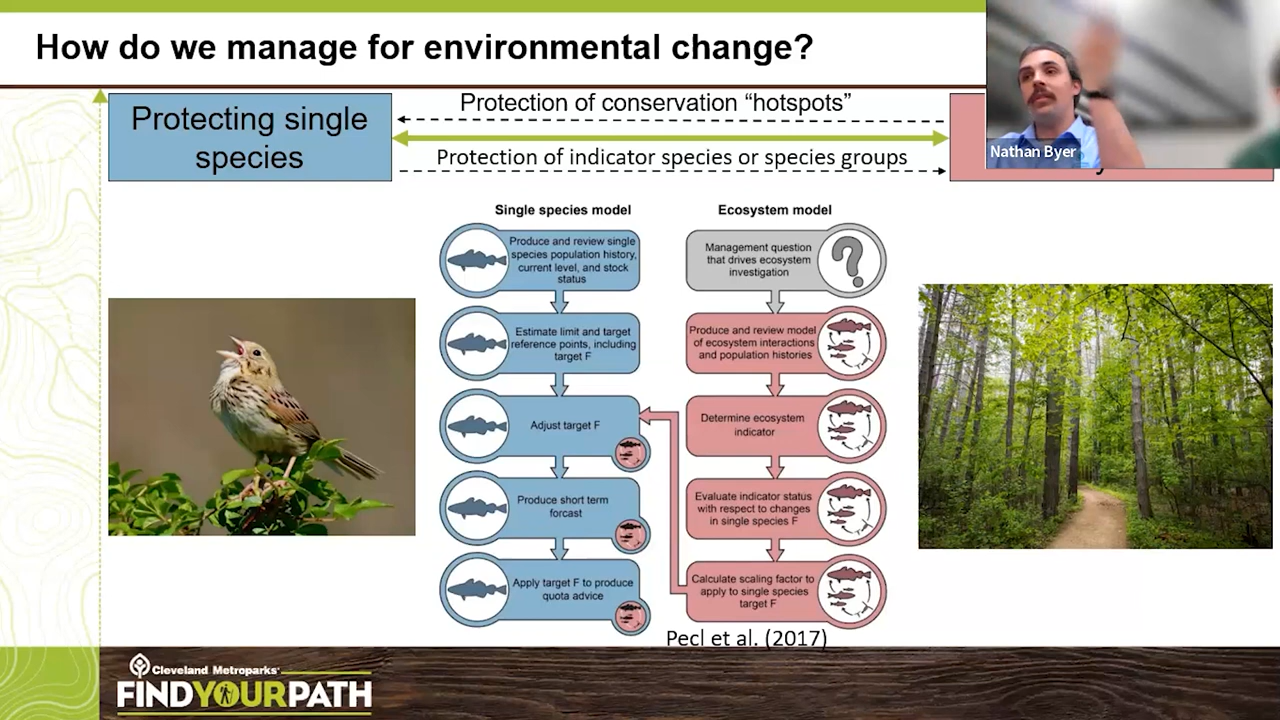 How do we manage for environmental change?
Protecting single
species
Protection of conservation “hotspots”
Protection of indicator species or species groups
Nathan Byer
Single species model
Produce and review single
species population history,
current level, and stock
status
Estimate limit and target
reference points, including
target F
Adjust target F
Produce short term
forcast
Apply target F to produce
quota advice
Ecosystem model
Management question
that drives ecosystem
investigation
Produce and review model
of ecosystem interactions
and population histories
Determine ecosystem
indicator
Evaluate indicator status
with respect to changes
in single species F
Calculate scaling factor to
apply to single species
target F
Pecl et al. (2017)
Cleveland Metroparks
FINDYOURPATH